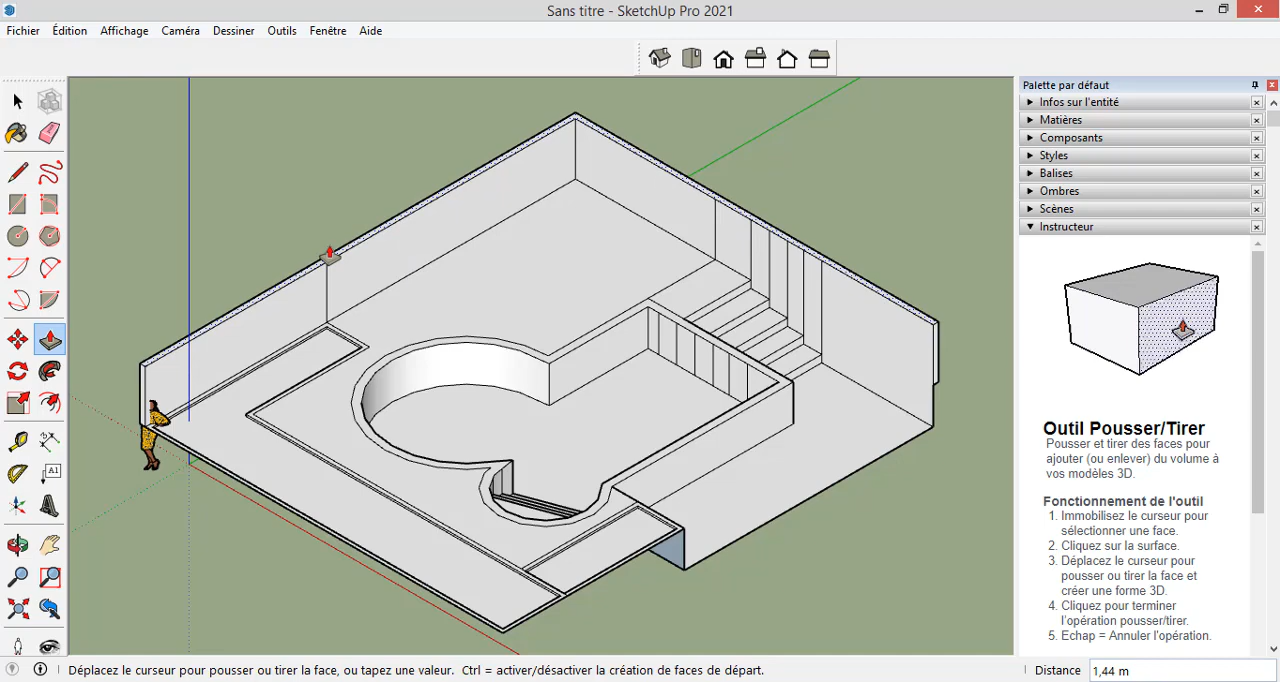 Sans titre - SketchUp Pro 2021
Fichier Édition Affichage Caméra Dessiner Outils Fenêtre Aide
Palette par défaut
Infos sur l'entité
Matières
Composants
Styles
Balises
Ombres
Scènes
Instructeur
A1
Outil Pousser/Tirer
Pousser et tirer des faces pour
ajouter (ou enlever) du volume à
vos modèles 3D.
Fonctionnement de l'outil
1. Immobilisez le curseur pour
sélectionner une face.
2. Cliquez sur la surface.
3. Déplacez le curseur pour
pousser ou tirer la face et
créer une forme 3D.
4. Cliquez pour terminer
l'opération pousser/tirer.
5. Echap = Annuler l'opération.
Déplacez le curseur pour pousser ou tirer la face, ou tapez une valeur. Ctrl = activer/désactiver la création de faces de départ.
Distance 1,44 m